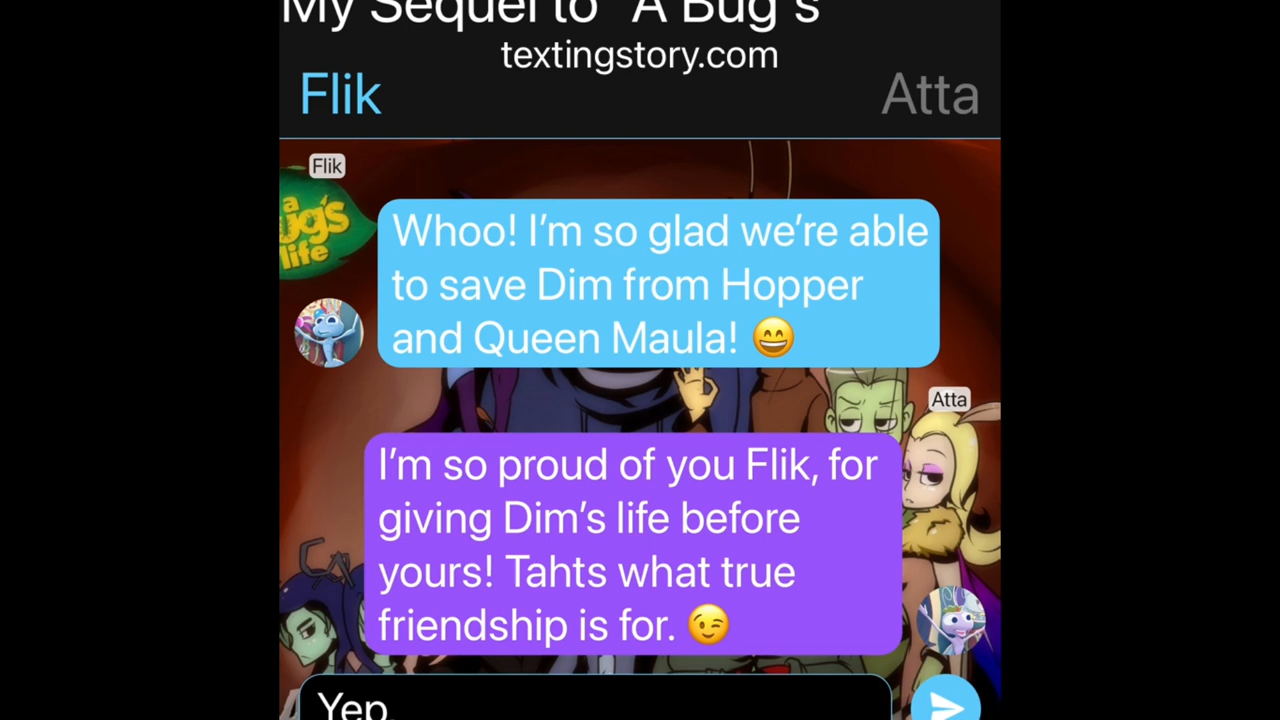 My Sequel to "A Bug's
textingstory.com
Flik
Atta
Flik
a
bug's
life
Whoo! I'm so glad we're able
to save Dim from Hopper
and Queen Maula! 😄
Atta
I'm so proud of you Flik, for
giving Dim's life before
yours! Tahts what true
friendship is for. 😉
Yep.